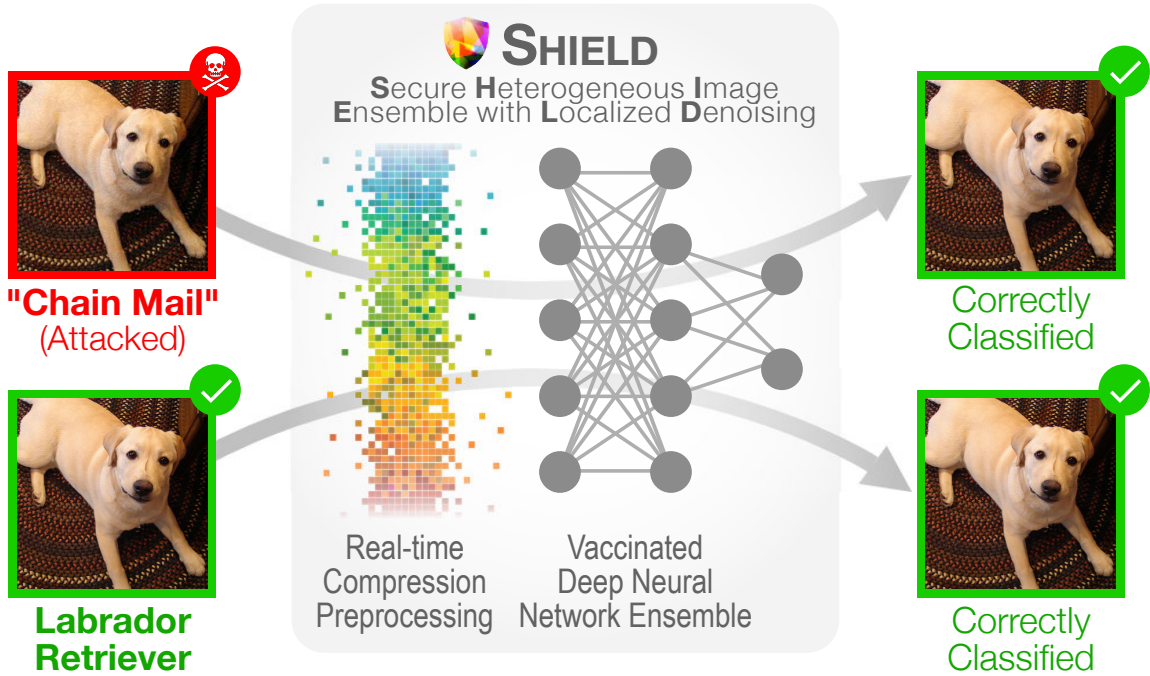 SHIELD
Secure Heterogeneous Image
Ensemble with Localized Denoising
"Chain Mail"
(Attacked)
Labrador
Retriever
Real-time
Compression
Preprocessing
Vaccinated
Deep Neural
Network Ensemble
Correctly
Classified
Correctly
Classified